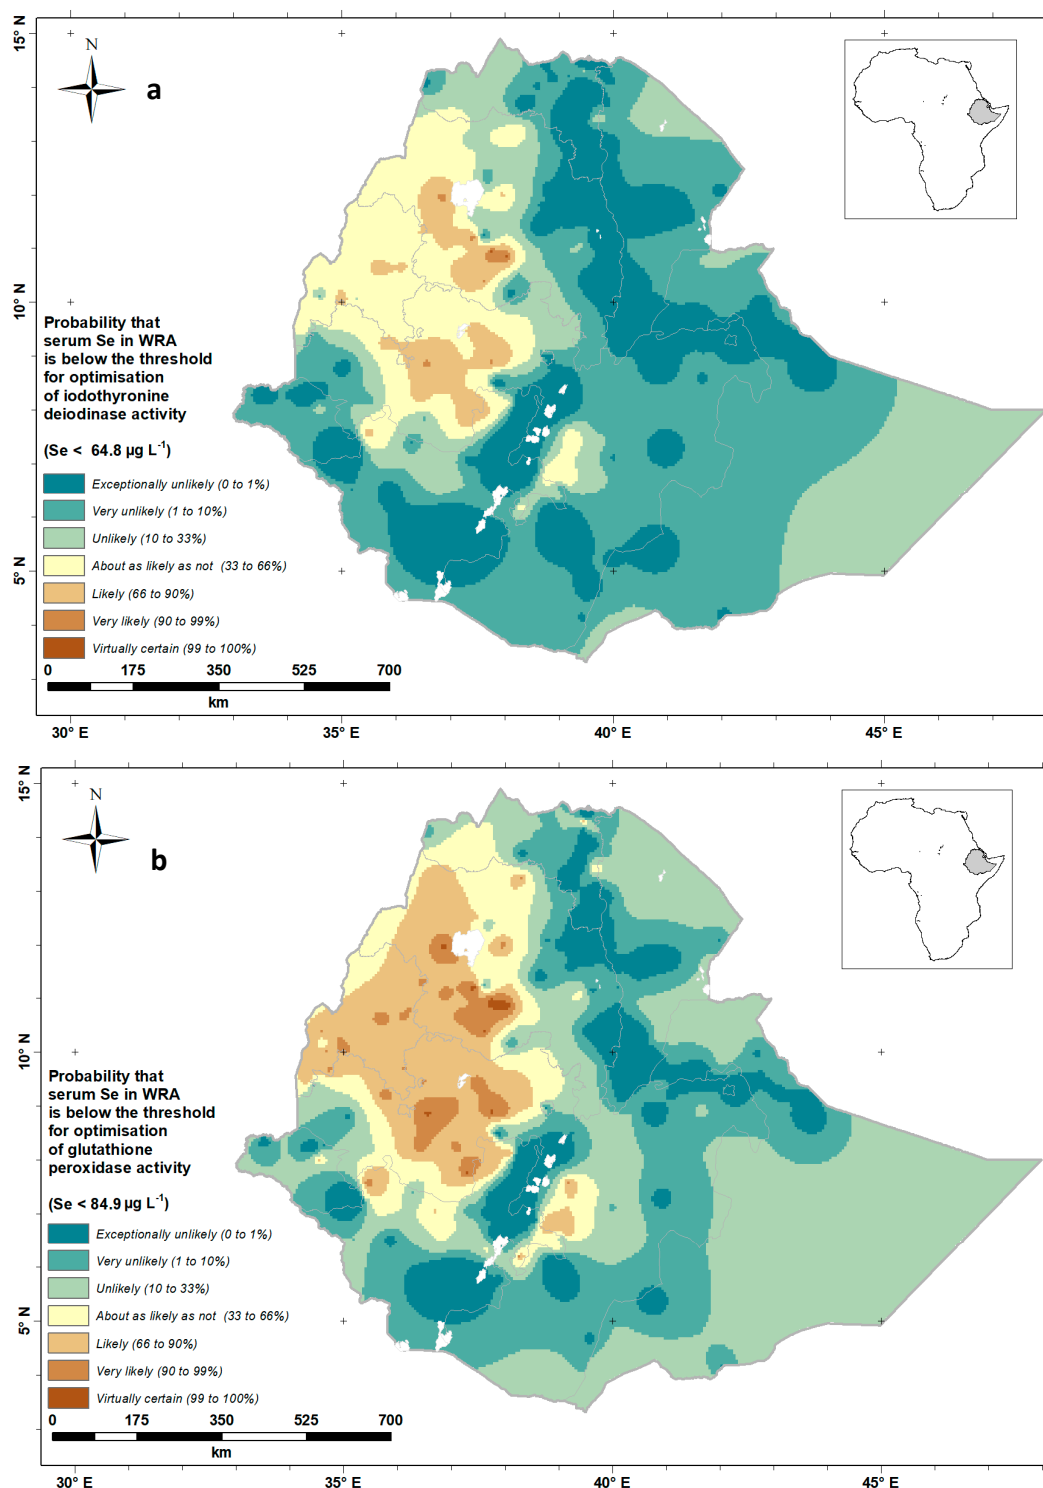 15° N
N
a
10° N
Probability that
serum Se in WRA
is below the threshold
for optimisation
of iodothyronine
deiodinase activity
(Se < 64.8 µg L⁻¹)
Exceptionally unlikely (0 to 1%)
Very unlikely (1 to 10%)
Unlikely (10 to 33%)
5° N
About as likely as not (33 to 66%)
Likely (66 to 90%)
Very likely (90 to 99%)
Virtually certain (99 to 100%)
0 175 350 525 700
km
30° E 35° E 40° E 45° E
15° N
N
b
10° N
Probability that
serum Se in WRA
is below the threshold
for optimisation
of glutathione
peroxidase activity
(Se < 84.9 µg L⁻¹)
Exceptionally unlikely (0 to 1%)
Very unlikely (1 to 10%)
Unlikely (10 to 33%)
5° N
About as likely as not (33 to 66%)
Likely (66 to 90%)
Very likely (90 to 99%)
Virtually certain (99 to 100%)
0 175 350 525 700
km
30° E 35° E 40° E 45° E